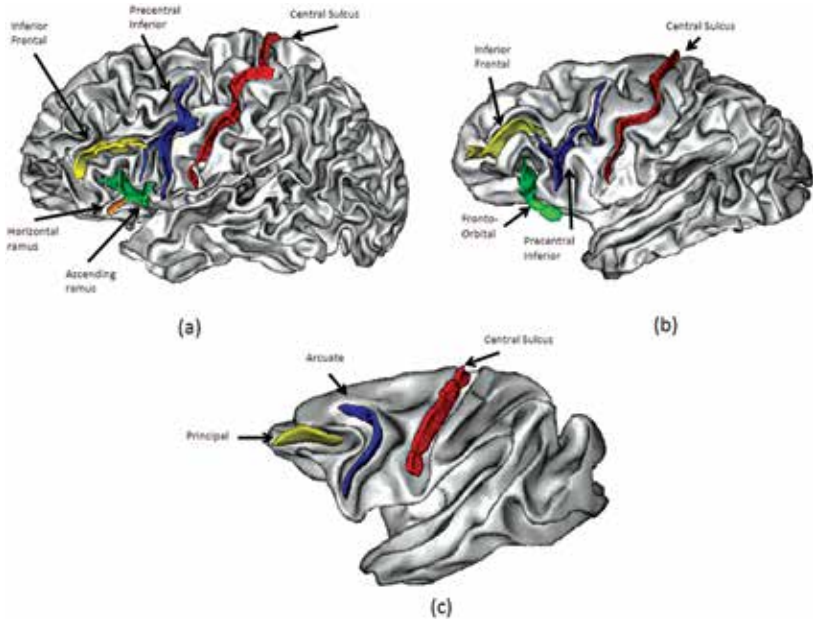 Inferior
Frontal
Precentral
Inferior
Central Sulcus
Horizontal
ramus
Ascending
ramus
(a)
Central Sulcus
Inferior
Frontal
Fronto-
Orbital
Precantral
Inferior
(b)
Central Sulcus
Arcuate
Principal
(c)